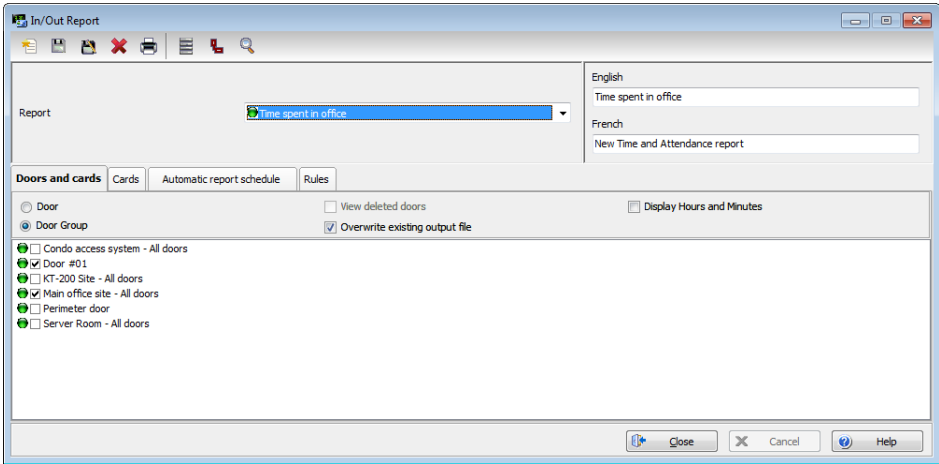 In/Out Report
English
Time spent in office
Report
Time spent in office
French
New Time and Attendance report
Doors and cards
Cards
Automatic report schedule
Rules
Door
View deleted doors
Display Hours and Minutes
Door Group
Overwrite existing output file
Condo access system - All doors
Door #01
KT-200 Site - All doors
Main office site - All doors
Perimeter door
Server Room - All doors
Close
Cancel
Help